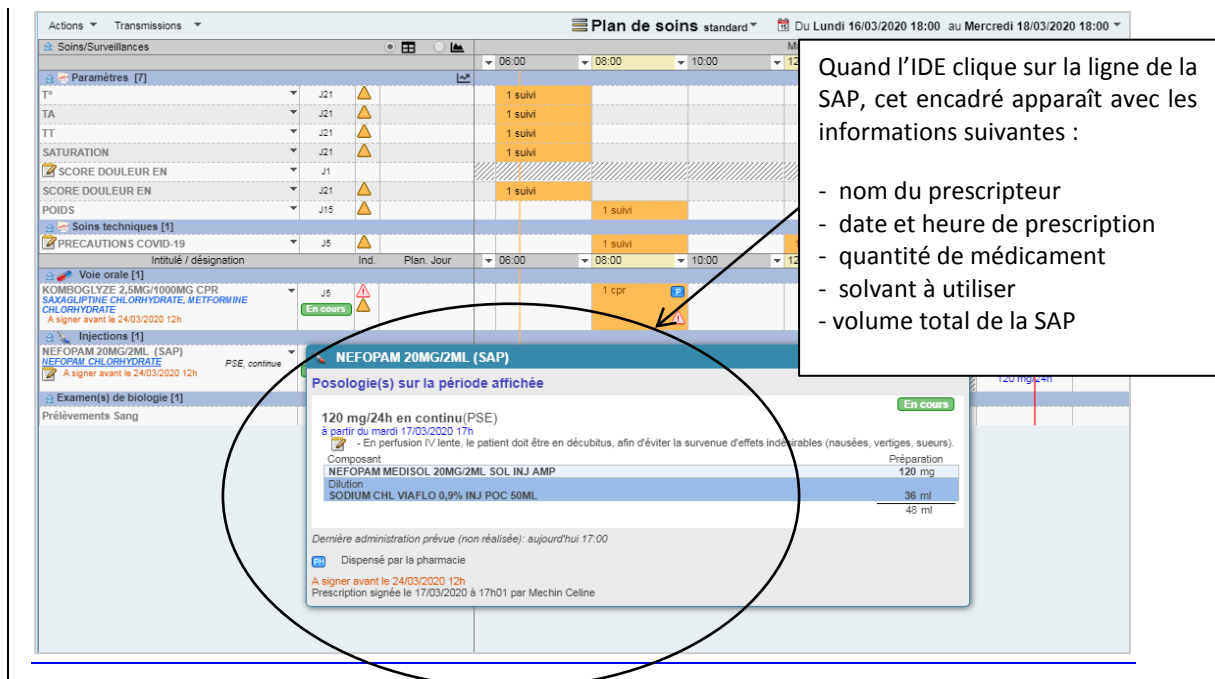 Actions Transmissions Plan de soins standard Du Lundi 16/03/2020 18:00 au Mercredi 18/03/2020 18:00
Soins/Surveillances
06:00 08:00 10:00
Paramètres [7]
T° J21 1 suivi
TA J21 1 suivi
TT J21 1 suivi
SATURATION J21 1 suivi
SCORE DOULEUR EN J1
SCORE DOULEUR EN J21 1 suivi
POIDS J15 1 suivi
Soins techniques [1]
PRECAUTIONS COVID-19 J5 1 suivi
Intitulé / désignation Ind. Plan. Jour 06:00 08:00 10:00
Voie orale [1]
KOMBOGLYZE 2,5MG/1000MG CPR J5 1 cpr P
SAXAGLIPTINE CHLORHYDRATE, METFORMINE
CHLORHYDRATE En cours
A signer avant le 24/03/2020 12h
Injections [1]
NEFOPAM 20MG/2ML (SAP)
NEFOPAM CHLORHYDRATE PSE, continue
A signer avant le 24/03/2020 12h
120 mg/24h
Examen(s) de biologie [1]
Prélèvements Sang
Quand l’IDE clique sur la ligne de la
SAP, cet encadré apparaît avec les
informations suivantes :
- nom du prescripteur
- date et heure de prescription
- quantité de médicament
- solvant à utiliser
- volume total de la SAP
NEFOPAM 20MG/2ML (SAP)
Posologie(s) sur la période affichée
En cours
120 mg/24h en continu(PSE)
à partir du mardi 17/03/2020 17h
- En perfusion IV lente, le patient doit être en décubitus, afin d'éviter la survenue d'effets indésirables (nausées, vertiges, sueurs).
Composant Préparation
NEFOPAM MEDISOL 20MG/2ML SOL INJ AMP 120 mg
Dilution
SODIUM CHL VIAFLO 0,9% INJ POC 50ML 36 ml
48 ml
Dernière administration prévue (non réalisée): aujourd'hui 17:00
PH Dispensé par la pharmacie
A signer avant le 24/03/2020 12h
Prescription signée le 17/03/2020 à 17h01 par Mechin Celine